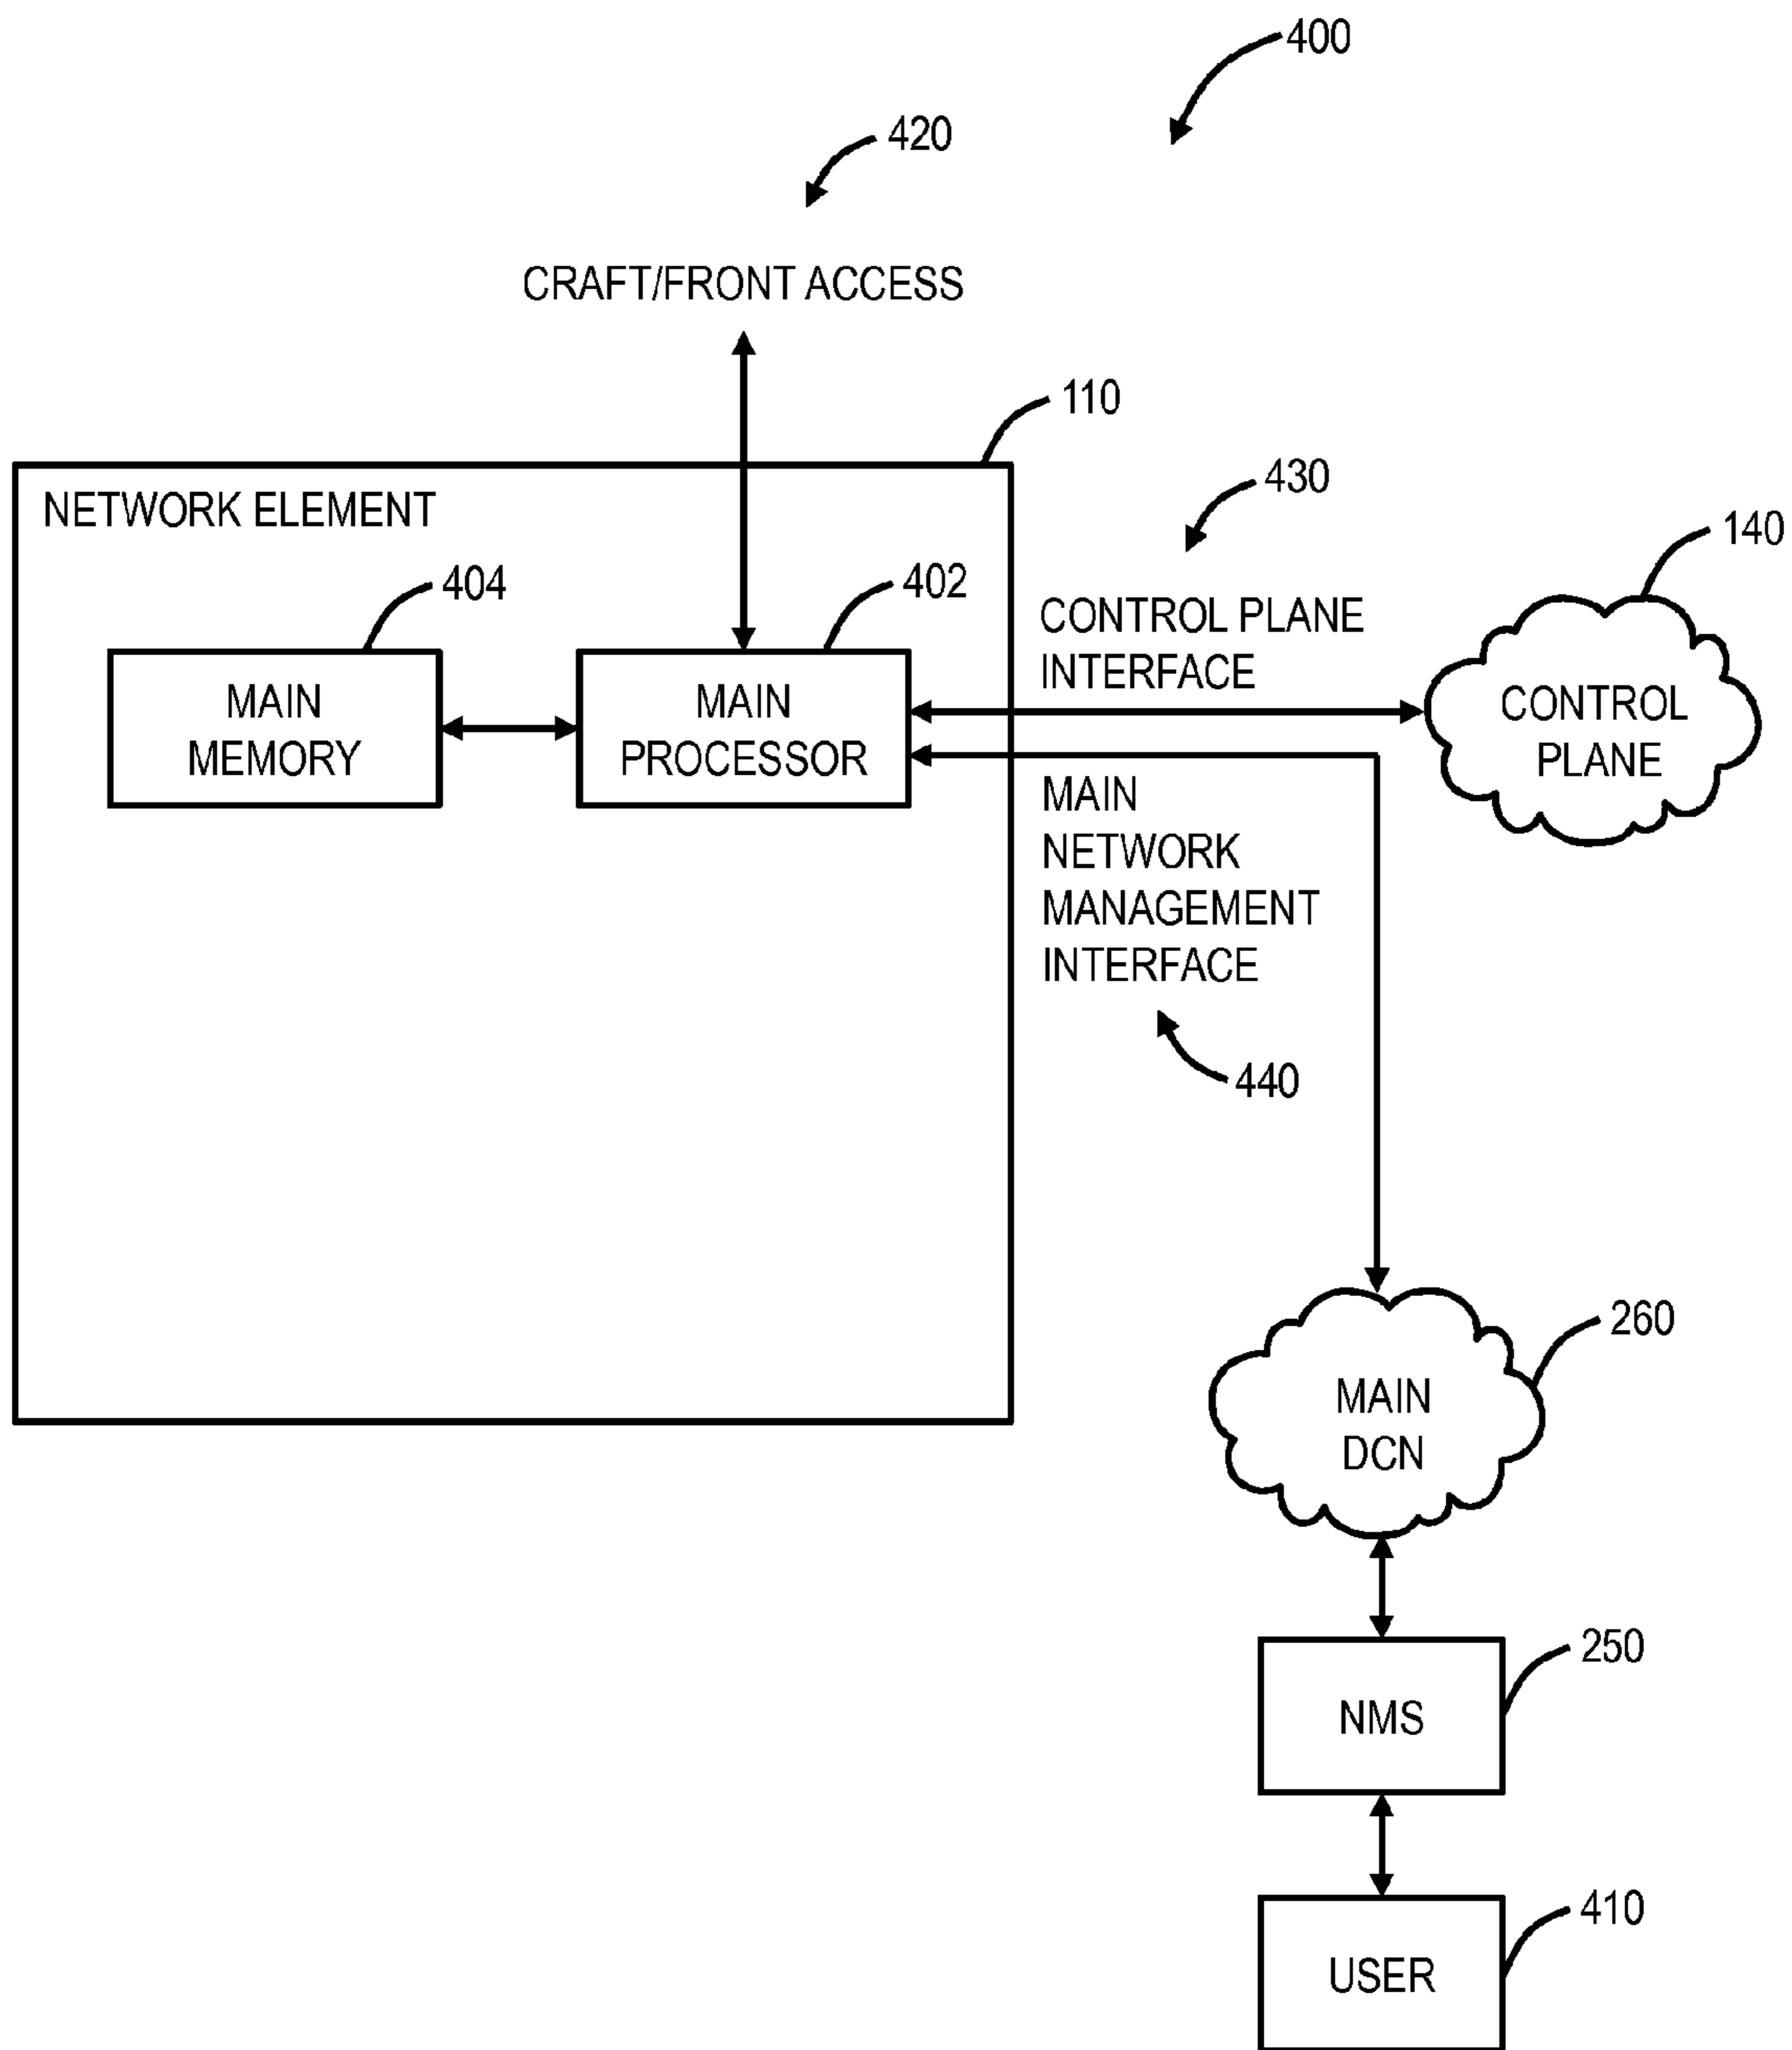 400
420
CRAFT/FRONT ACCESS
110
NETWORK ELEMENT
430
140
404
402
CONTROL PLANE
INTERFACE
MAIN
MEMORY
MAIN
PROCESSOR
CONTROL
PLANE
MAIN
NETWORK
MANAGEMENT
INTERFACE
440
260
MAIN
DCN
250
NMS
410
USER